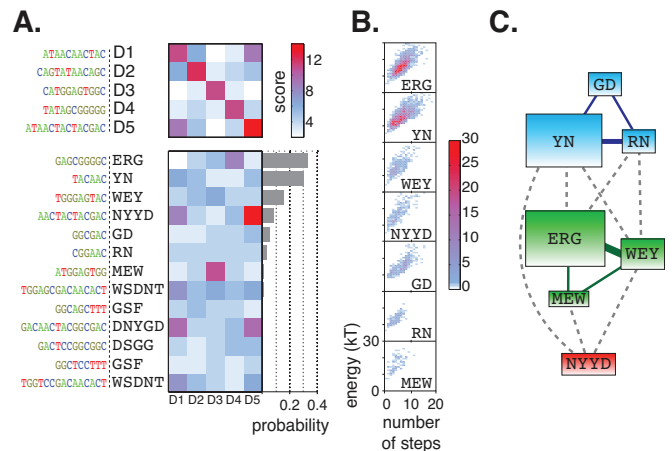 A.
B.
C.
ATAACAACTAC D1
CAGTATAACAGC D2
CATGGAGTGGC D3
TATAGCGGGGG D4
ATAACTACTACGAC D5
12
8
4
score
GAGCGGGGC ERG
TACAAC YN
TGGGAGTAC WEY
AACTACTACGAC NYYD
GGCGAC GD
CGGAAC RN
ATGGAGTGG MEW
TGGAGCGACAACACT WSDNT
GGCAGCTTT GSF
GACAACTACGGCGAC DNYGD
GACTCCGGCGGC DSGG
GGCTCCTTT GSF
TGGTCCGACAACACT WSDNT
D1 D2 D3 D4 D5
0.2 0.4
probability
ERG
YN
WEY
NYYD
GD
RN
MEW
30
0
energy (kT)
0 10 20
number
of steps
30
25
20
15
10
5
0
GD
YN
RN
ERG
WEY
MEW
NYYD